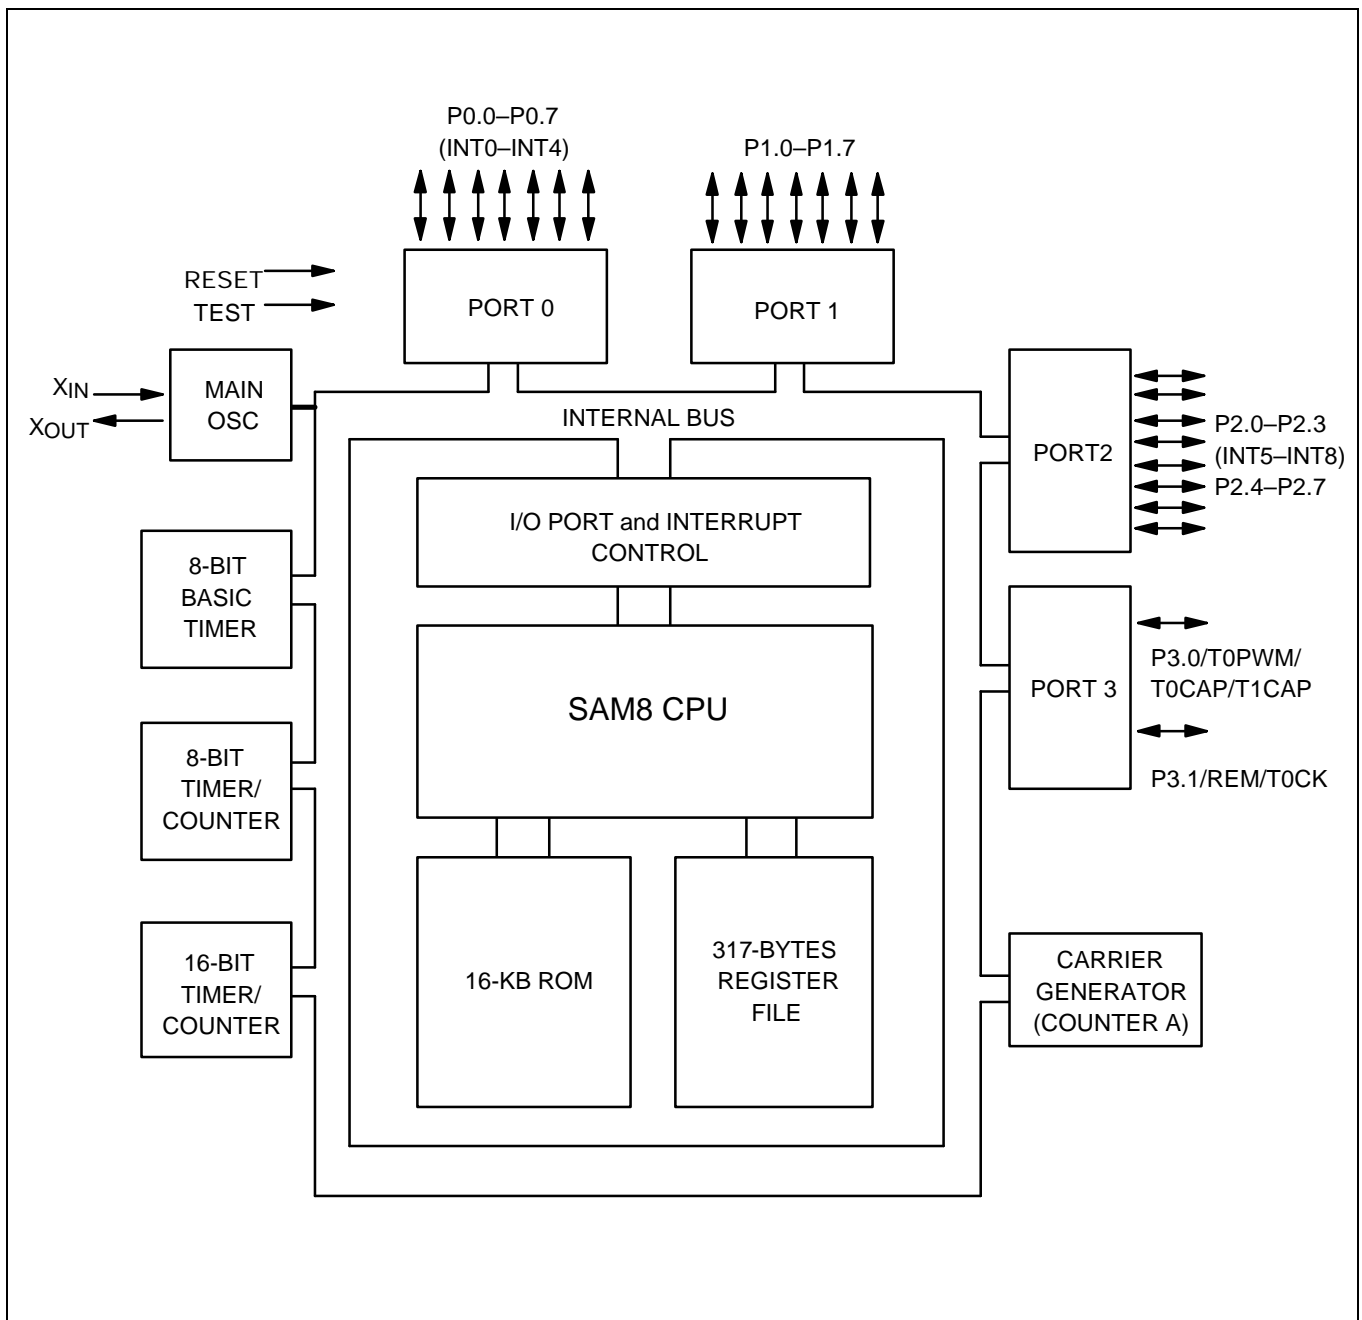 P0.0–P0.7
(INT0–INT4)
P1.0–P1.7
RESET
TEST
PORT 0
PORT 1
XIN
XOUT
MAIN
OSC
INTERNAL BUS
PORT2
P2.0–P2.3
(INT5–INT8)
P2.4–P2.7
I/O PORT and INTERRUPT
CONTROL
8-BIT
BASIC
TIMER
SAM8 CPU
PORT 3
P3.0/T0PWM/
T0CAP/T1CAP
P3.1/REM/T0CK
8-BIT
TIMER/
COUNTER
16-BIT
TIMER/
COUNTER
16-KB ROM
317-BYTES
REGISTER
FILE
CARRIER
GENERATOR
(COUNTER A)